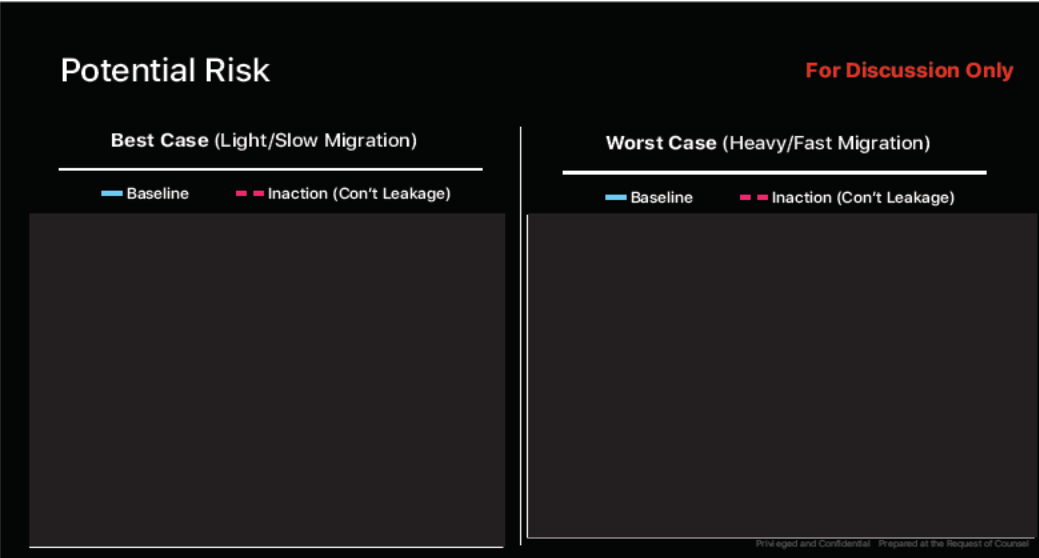 Potential Risk
For Discussion Only
Best Case (Light/Slow Migration)
Baseline
Inaction (Con't Leakage)
Worst Case (Heavy/Fast Migration)
Baseline
Inaction (Con't Leakage)
Privileged and Confidential Prepared at the Request of Counsel